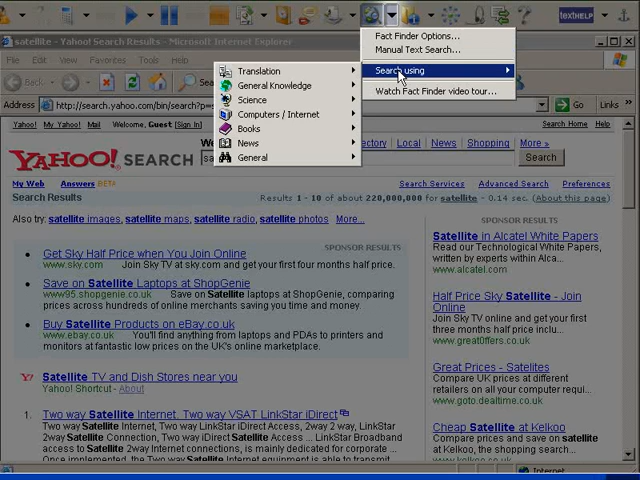 textHELP
satellite - Yahoo! Search Results - Microsoft Internet Explorer
Fact Finder Options...
Manual Text Search...
Search using
Watch Fact Finder video tour...
Translation
General Knowledge
Science
Computers / Internet
Books
News
General
File Edit
Back
Address http://search.yahoo.com/bin/search?p=s Go Links
Yahoo! My Yahoo! Mail Welcome, Guest [Sign In] Search Home Help
We Local News Shopping More »
YAHOO! SEARCH Search
My Web Answers BETA Search Services Advanced Search Preferences
Search Results Results 1 - 10 of about 220,000,000 for satellite - 0.14 sec. (About this page)
Also try: satellite images, satellite maps, satellite radio, satellite photos More...
SPONSOR RESULTS
Get Sky Half Price when You Join Online
www.sky.com Join Sky TV at sky.com and get your first four months half price.
Save on Satellite Laptops at ShopGenie
www95.shopgenie.co.uk Save on Satellite laptops at ShopGenie, comparing
prices across hundreds of online merchants saving you time and money.
Buy Satellite Products on eBay.co.uk
www.ebay.co.uk You'll find anything from laptops and PDAs to printers and
monitors at fantastic low prices on the UK's online marketplace.
Y! Satellite TV and Dish Stores near you
Yahoo! Shortcut - About
1. Two way Satellite Internet. Two way VSAT LinkStar iDirect
Two way Satellite Internet, LinkStar iDirect Access, 2way 2 way, LinkStar
2way Satellite Connection, Two way iDirect Satellite Access ... LinkStar Broadband
access to 2way Internet connections, is mainly dedicated for corporate ...
Once implemented, the Two way Internet equipment is enable to transmit
SPONSOR RESULTS
Satellite in Alcatel White Papers
Read our Technological White Papers,
written by experts within Alca...
www.alcatel.com
Half Price Sky Satellite - Join
Online
Sky TV online and get your first
three months half price inclu...
www.great0ffers.co.uk
Great Prices - Satelites
Compare UK prices at different
retailers on all your computer requi...
www.goto.dealtime.co.uk
Cheap Satellite at Kelkoo
Compare prices and save on satellite
at Kelkoo, the shopping search...
www.kelkoo.co.uk
Internet